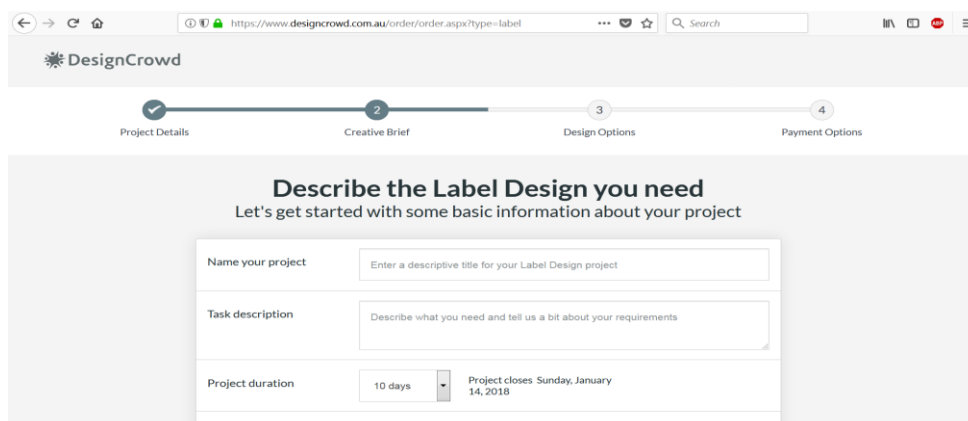 https://www.designcrowd.com.au/order/order.aspx?type=label
Search
ABP
DesignCrowd
2
3
4
Project Details
Creative Brief
Design Options
Payment Options
Describe the Label Design you need
Let's get started with some basic information about your project
Name your project
Enter a descriptive title for your Label Design project
Task description
Describe what you need and tell us a bit about your requirements
Project duration
10 days
Project closes Sunday, January
14, 2018